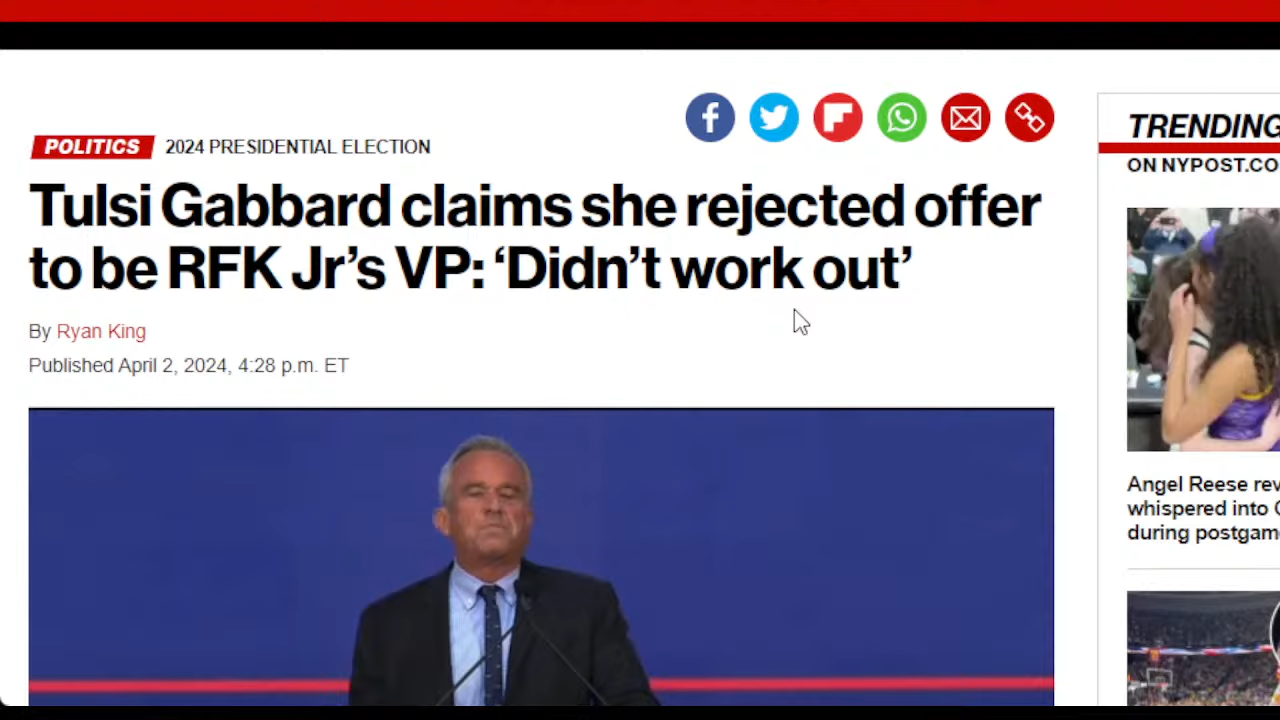 POLITICS 2024 PRESIDENTIAL ELECTION
Tulsi Gabbard claims she rejected offer
to be RFK Jr’s VP: ‘Didn’t work out’
By Ryan King
Published April 2, 2024, 4:28 p.m. ET
TRENDING
ON NYPOST.CO
Angel Reese rev
whispered into
during postgam